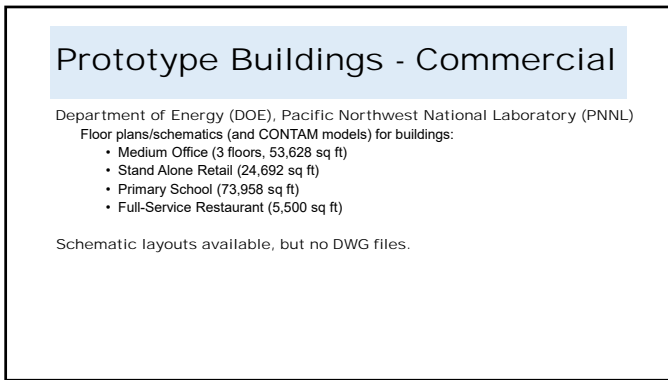 Prototype Buildings - Commercial
Department of Energy (DOE), Pacific Northwest National Laboratory (PNNL)
Floor plans/schematics (and CONTAM models) for buildings:
• Medium Office (3 floors, 53,628 sq ft)
• Stand Alone Retail (24,692 sq ft)
• Primary School (73,958 sq ft)
• Full-Service Restaurant (5,500 sq ft)
Schematic layouts available, but no DWG files.